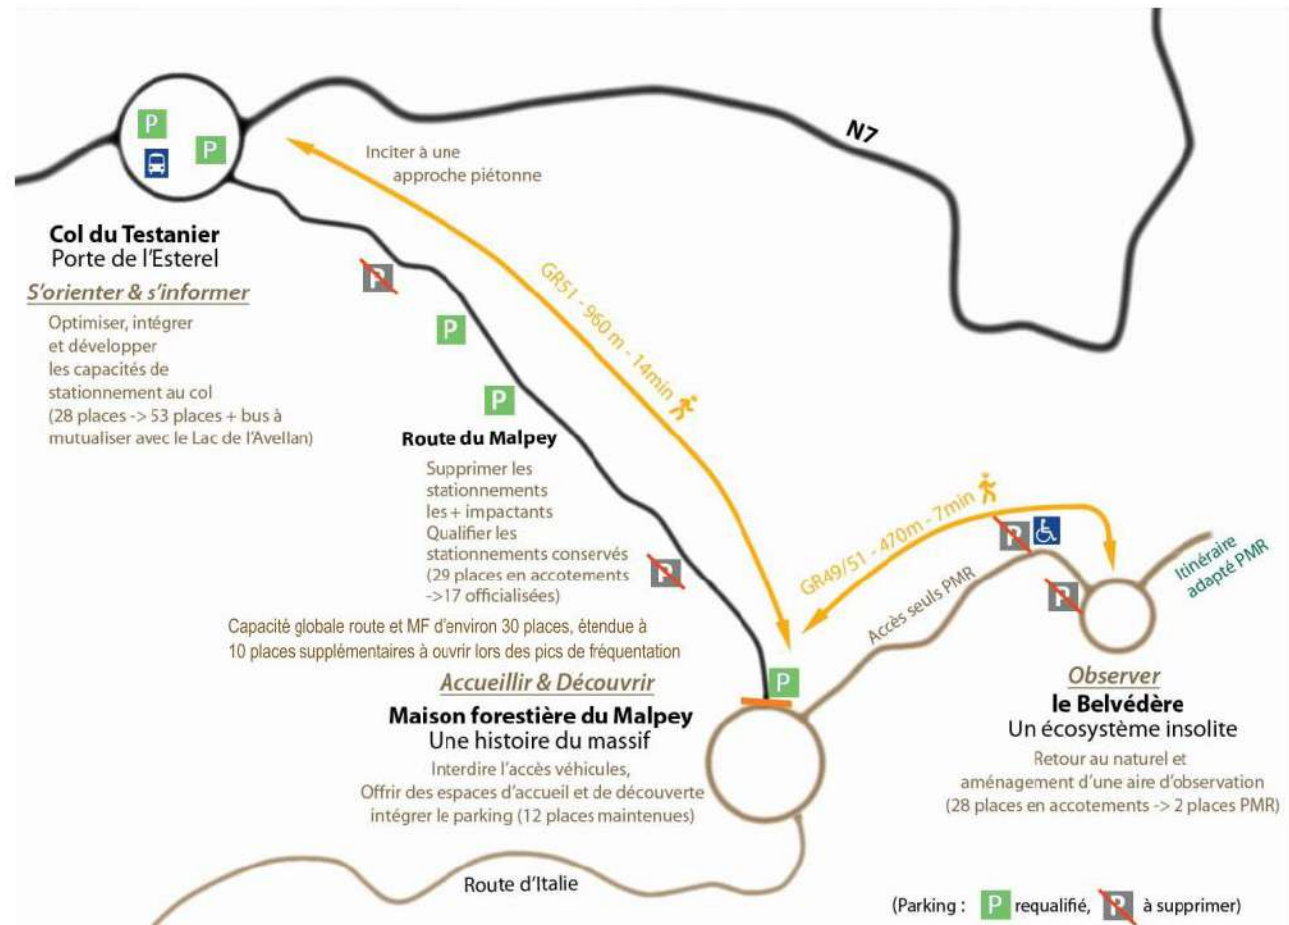 N7
P
P
Inciter à une
approche piétonne
Col du Testanier
Porte de l'Esterel
S'orienter & s'informer
Optimiser, intégrer
et développer
les capacités de
stationnement au col
(28 places -> 53 places + bus à
mutualiser avec le Lac de l'Avellan)
P
P
P
GR51 - 960 m - 14min
Route du Malpey
Supprimer les
stationnements
les + impactants
Qualifier les
stationnements conservés
(29 places en accotements
->17 officialisées)
P
Capacité globale route et MF d'environ 30 places, étendue à
10 places supplémentaires à ouvrir lors des pics de fréquentation
GR49/51 - 470m - 7min
P
P
Accès seuls PMR
Itinéraire
adapté PMR
P
Accueillir & Découvrir
Maison forestière du Malpey
Une histoire du massif
Interdire l'accès véhicules,
Offrir des espaces d'accueil et de découverte
intégrer le parking (12 places maintenues)
Observer
le Belvédère
Un écosystème insolite
Retour au naturel et
aménagement d'une aire d'observation
(28 places en accotements -> 2 places PMR)
Route d'Italie
(Parking : P requalifié, P à supprimer)